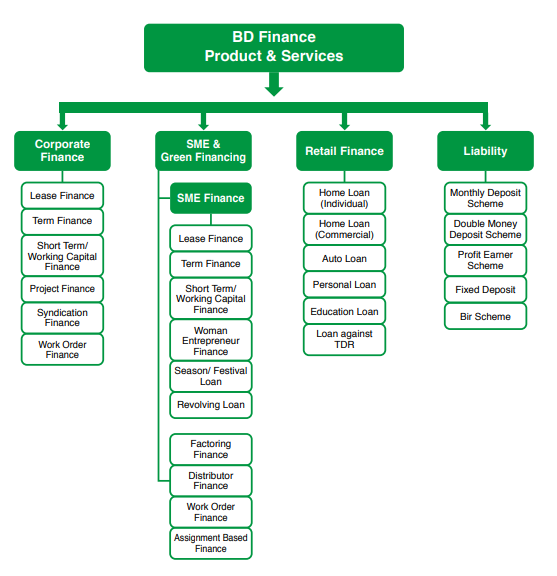 BD Finance
Product & Services
Corporate
Finance
Lease Finance
Term Finance
Short Term/
Working Capital
Finance
Project Finance
Syndication
Finance
Work Order
Finance
SME &
Green Financing
SME Finance
Lease Finance
Term Finance
Short Term/
Working Capital
Finance
Woman
Entrepreneur
Finance
Season/ Festival
Loan
Revolving Loan
Factoring
Finance
Distributor
Finance
Work Order
Finance
Assignment Based
Finance
Retail Finance
Home Loan
(Individual)
Home Loan
(Commercial)
Auto Loan
Personal Loan
Education Loan
Loan against
TDR
Liability
Monthly Deposit
Scheme
Double Money
Deposit Scheme
Profit Earner
Scheme
Fixed Deposit
Bir Scheme